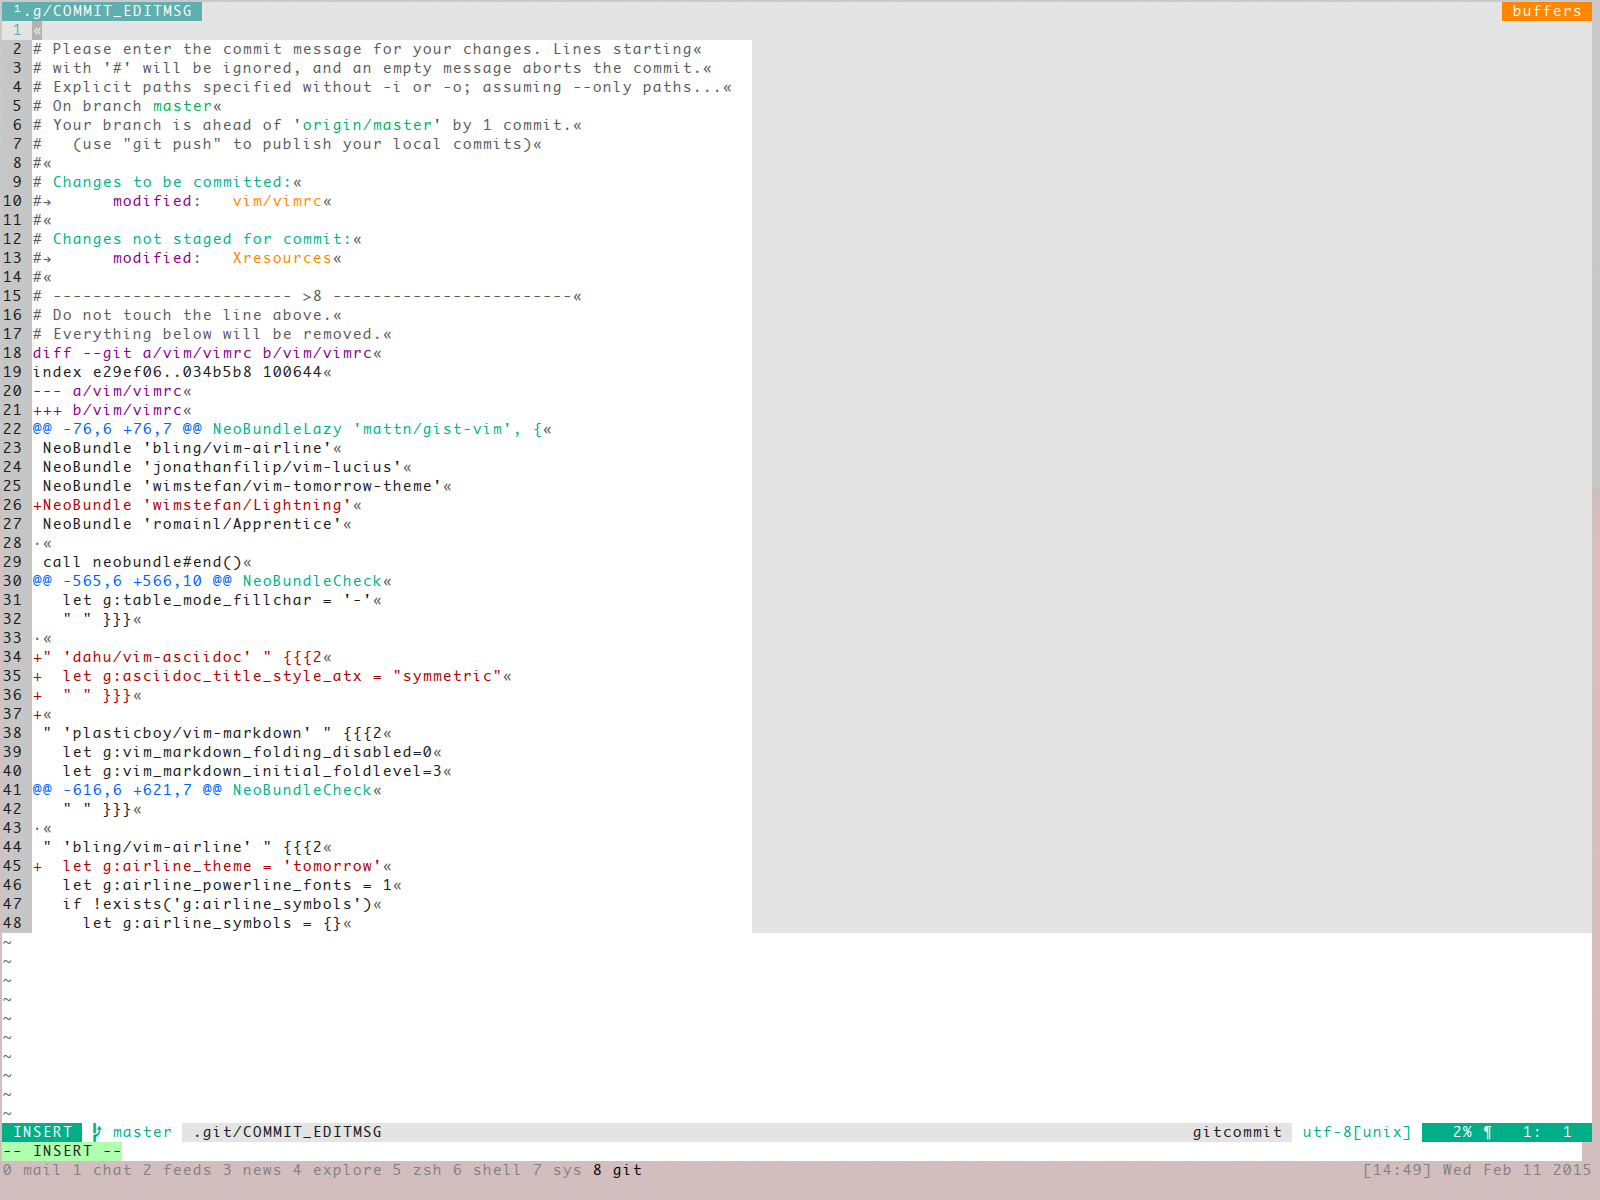 ¹.g/COMMIT_EDITMSG buffers
1 «
2 # Please enter the commit message for your changes. Lines starting«
3 # with '#' will be ignored, and an empty message aborts the commit.«
4 # Explicit paths specified without -i or -o; assuming --only paths...«
5 # On branch master«
6 # Your branch is ahead of 'origin/master' by 1 commit.«
7 #   (use "git push" to publish your local commits)«
8 #«
9 # Changes to be committed:«
10 #→      modified:   vim/vimrc«
11 #«
12 # Changes not staged for commit:«
13 #→      modified:   Xresources«
14 #«
15 # ------------------------ >8 ------------------------«
16 # Do not touch the line above.«
17 # Everything below will be removed.«
18 diff --git a/vim/vimrc b/vim/vimrc«
19 index e29ef06..034b5b8 100644«
20 --- a/vim/vimrc«
21 +++ b/vim/vimrc«
22 @@ -76,6 +76,7 @@ NeoBundleLazy 'mattn/gist-vim', {«
23  NeoBundle 'bling/vim-airline'«
24  NeoBundle 'jonathanfilip/vim-lucius'«
25  NeoBundle 'wimstefan/vim-tomorrow-theme'«
26 +NeoBundle 'wimstefan/Lightning'«
27  NeoBundle 'romainl/Apprentice'«
28 ·«
29  call neobundle#end()«
30 @@ -565,6 +566,10 @@ NeoBundleCheck«
31    let g:table_mode_fillchar = '-'«
32    " " }}}«
33 ·«
34 +" 'dahu/vim-asciidoc' " {{{2«
35 +  let g:asciidoc_title_style_atx = "symmetric"«
36 +  " " }}}«
37 +«
38  " 'plasticboy/vim-markdown' " {{{2«
39    let g:vim_markdown_folding_disabled=0«
40    let g:vim_markdown_initial_foldlevel=3«
41 @@ -616,6 +621,7 @@ NeoBundleCheck«
42    " " }}}«
43 ·«
44  " 'bling/vim-airline' " {{{2«
45 +  let g:airline_theme = 'tomorrow'«
46    let g:airline_powerline_fonts = 1«
47    if !exists('g:airline_symbols')«
48      let g:airline_symbols = {}«
~
~
~
~
~
~
~
~
~
~
INSERT master .git/COMMIT_EDITMSG gitcommit utf-8[unix] 2% ¶ 1: 1
-- INSERT --
0 mail 1 chat 2 feeds 3 news 4 explore 5 zsh 6 shell 7 sys 8 git [14:49] Wed Feb 11 2015